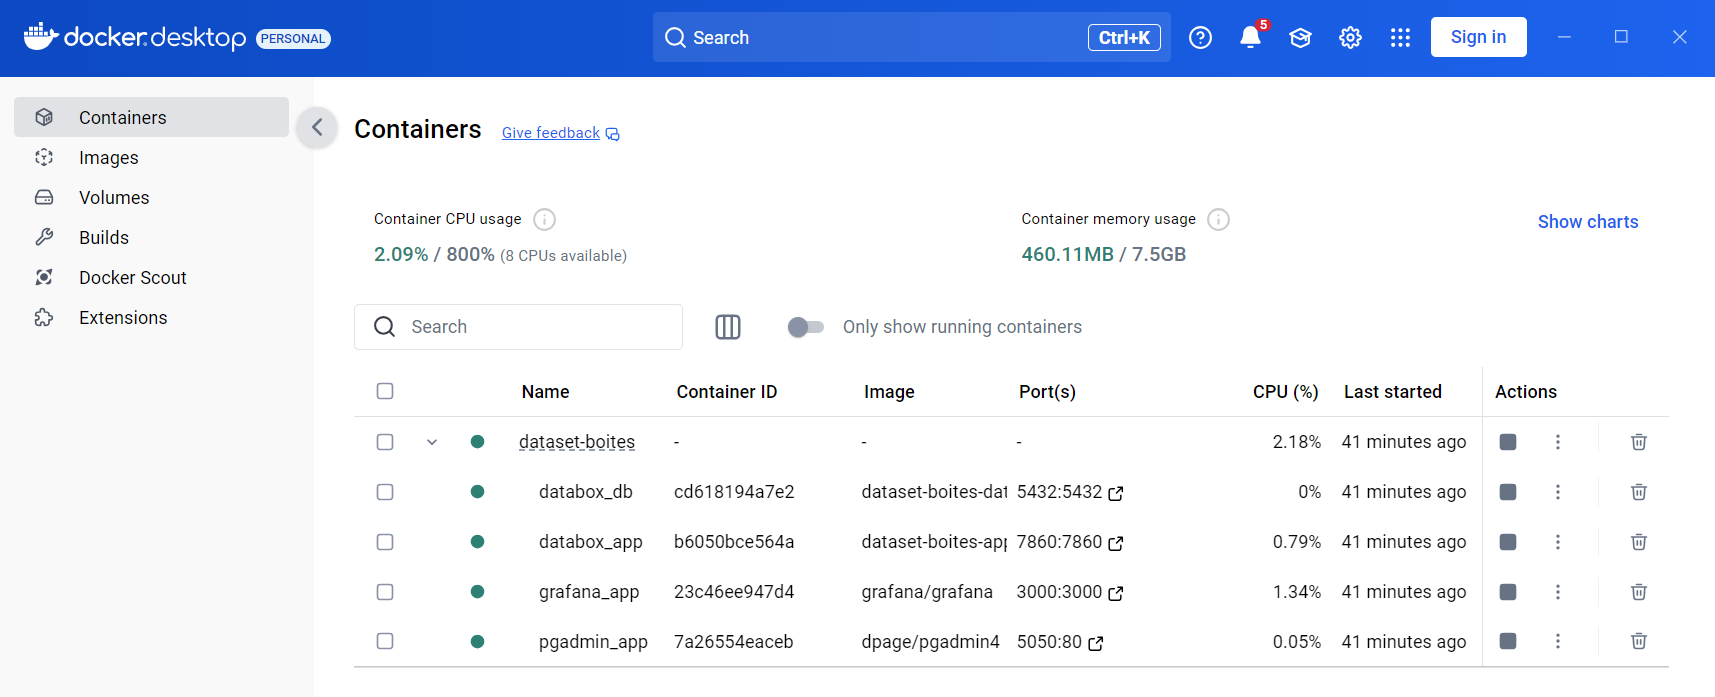 docker.desktop PERSONAL Search Ctrl+K 5 Sign in
Containers
Images
Volumes
Builds
Docker Scout
Extensions
Containers Give feedback
Container CPU usage Container memory usage Show charts
2.09% / 800% (8 CPUs available) 460.11MB / 7.5GB
Search Only show running containers
Name Container ID Image Port(s) CPU (%) Last started Actions
dataset-boites - - - 2.18% 41 minutes ago
databox_db cd618194a7e2 dataset-boites-dat 5432:5432 0% 41 minutes ago
databox_app b6050bce564a dataset-boites-app 7860:7860 0.79% 41 minutes ago
grafana_app 23c46ee947d4 grafana/grafana 3000:3000 1.34% 41 minutes ago
pgadmin_app 7a26554eaceb dpage/pgadmin4 5050:80 0.05% 41 minutes ago